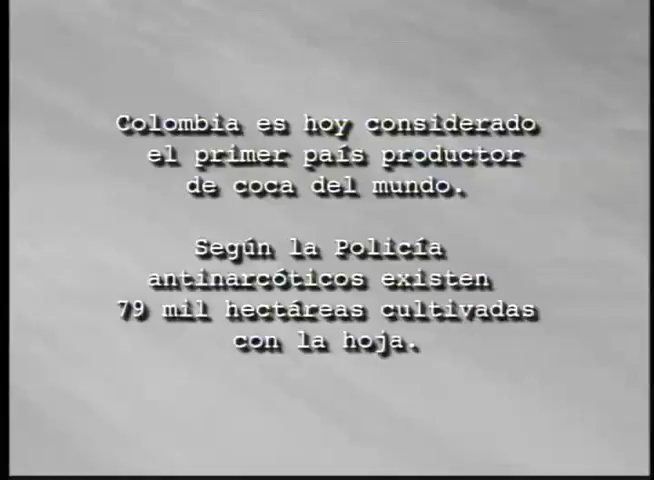 Colombia es hoy considerado
el primer país productor
de coca del mundo.
Según la Policía
antinarcóticos existen
79 mil hectáreas cultivadas
con la hoja.